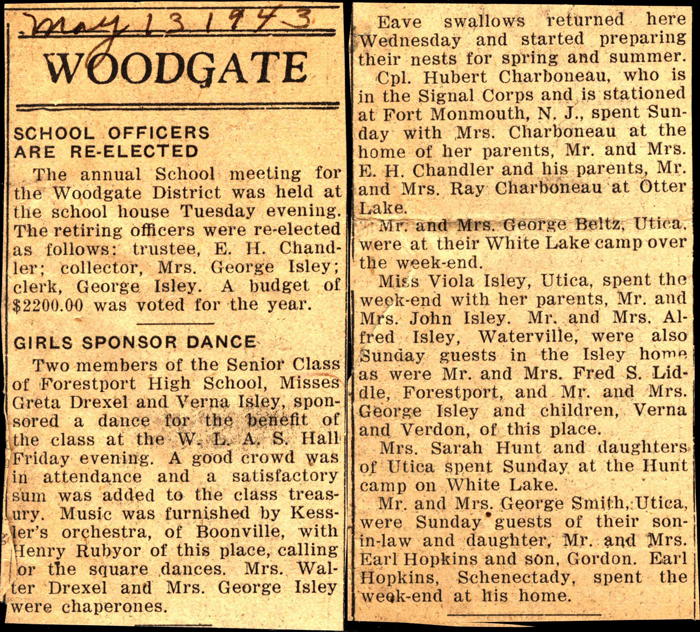 May 13 1943
WOODGATE
SCHOOL OFFICERS
ARE RE-ELECTED
The annual School meeting for
the Woodgate District was held at
the school house Tuesday evening.
The retiring officers were re-elected
as follows: trustee, E. H. Chand-
ler; collector, Mrs. George Isley;
clerk, George Isley. A budget of
$2200.00 was voted for the year.
GIRLS SPONSOR DANCE
Two members of the Senior Class
of Forestport High School, Misses
Greta Drexel and Verna Isley, spon-
sored a dance for the benefit of
the class at the W. L. A. S. Hall
Friday evening. A good crowd was
in attendance and a satisfactory
sum was added to the class treas-
ury. Music was furnished by Kess-
ler's orchestra, of Boonville, with
Henry Rubyor of this place, calling
for the square dances. Mrs. Wal-
ter Drexel and Mrs. George Isley
were chaperones.
Eave swallows returned here
Wednesday and started preparing
their nests for spring and summer.
Cpl. Hubert Charboneau, who is
in the Signal Corps and is stationed
at Fort Monmouth, N. J., spent Sun-
day with Mrs. Charboneau at the
home of her parents, Mr. and Mrs.
E. H. Chandler and his parents, Mr.
and Mrs. Ray Charboneau at Otter
Lake.
Mr. and Mrs. George Beltz, Utica,
were at their White Lake camp over
the week-end.
Miss Viola Isley, Utica, spent the
week-end with her parents, Mr. and
Mrs. John Isley. Mr. and Mrs. Al-
fred Isley, Waterville, were also
Sunday guests in the Isley home
as were Mr. and Mrs. Fred S. Lid-
dle, Forestport, and Mr. and Mrs.
George Isley and children, Verna
and Verdon, of this place.
Mrs. Sarah Hunt and daughters
of Utica spent Sunday at the Hunt
camp on White Lake.
Mr. and Mrs. George Smith, Utica,
were Sunday guests of their son-
in-law and daughter, Mr. and Mrs.
Earl Hopkins and son, Gordon. Earl
Hopkins, Schenectady, spent the
week-end at his home.